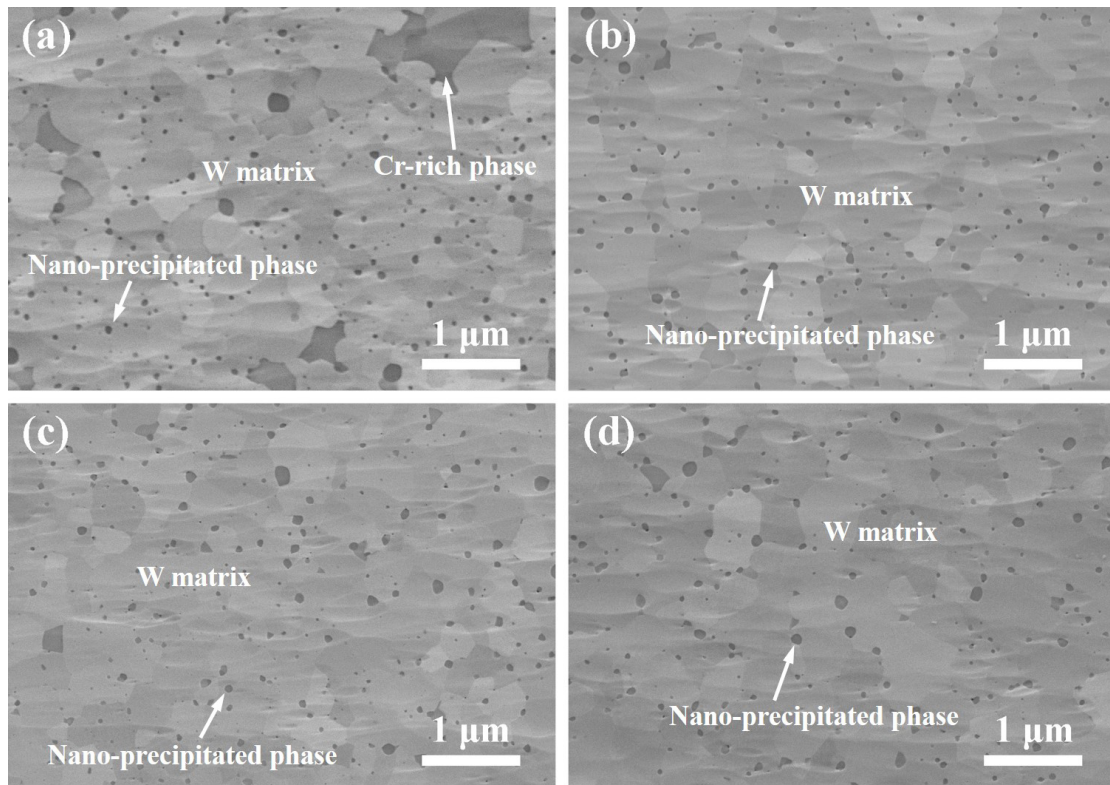 (a)
Cr-rich phase
W matrix
Nano-precipitated phase
1 μm
(b)
W matrix
Nano-precipitated phase
1 μm
(c)
W matrix
Nano-precipitated phase
1 μm
(d)
W matrix
Nano-precipitated phase
1 μm